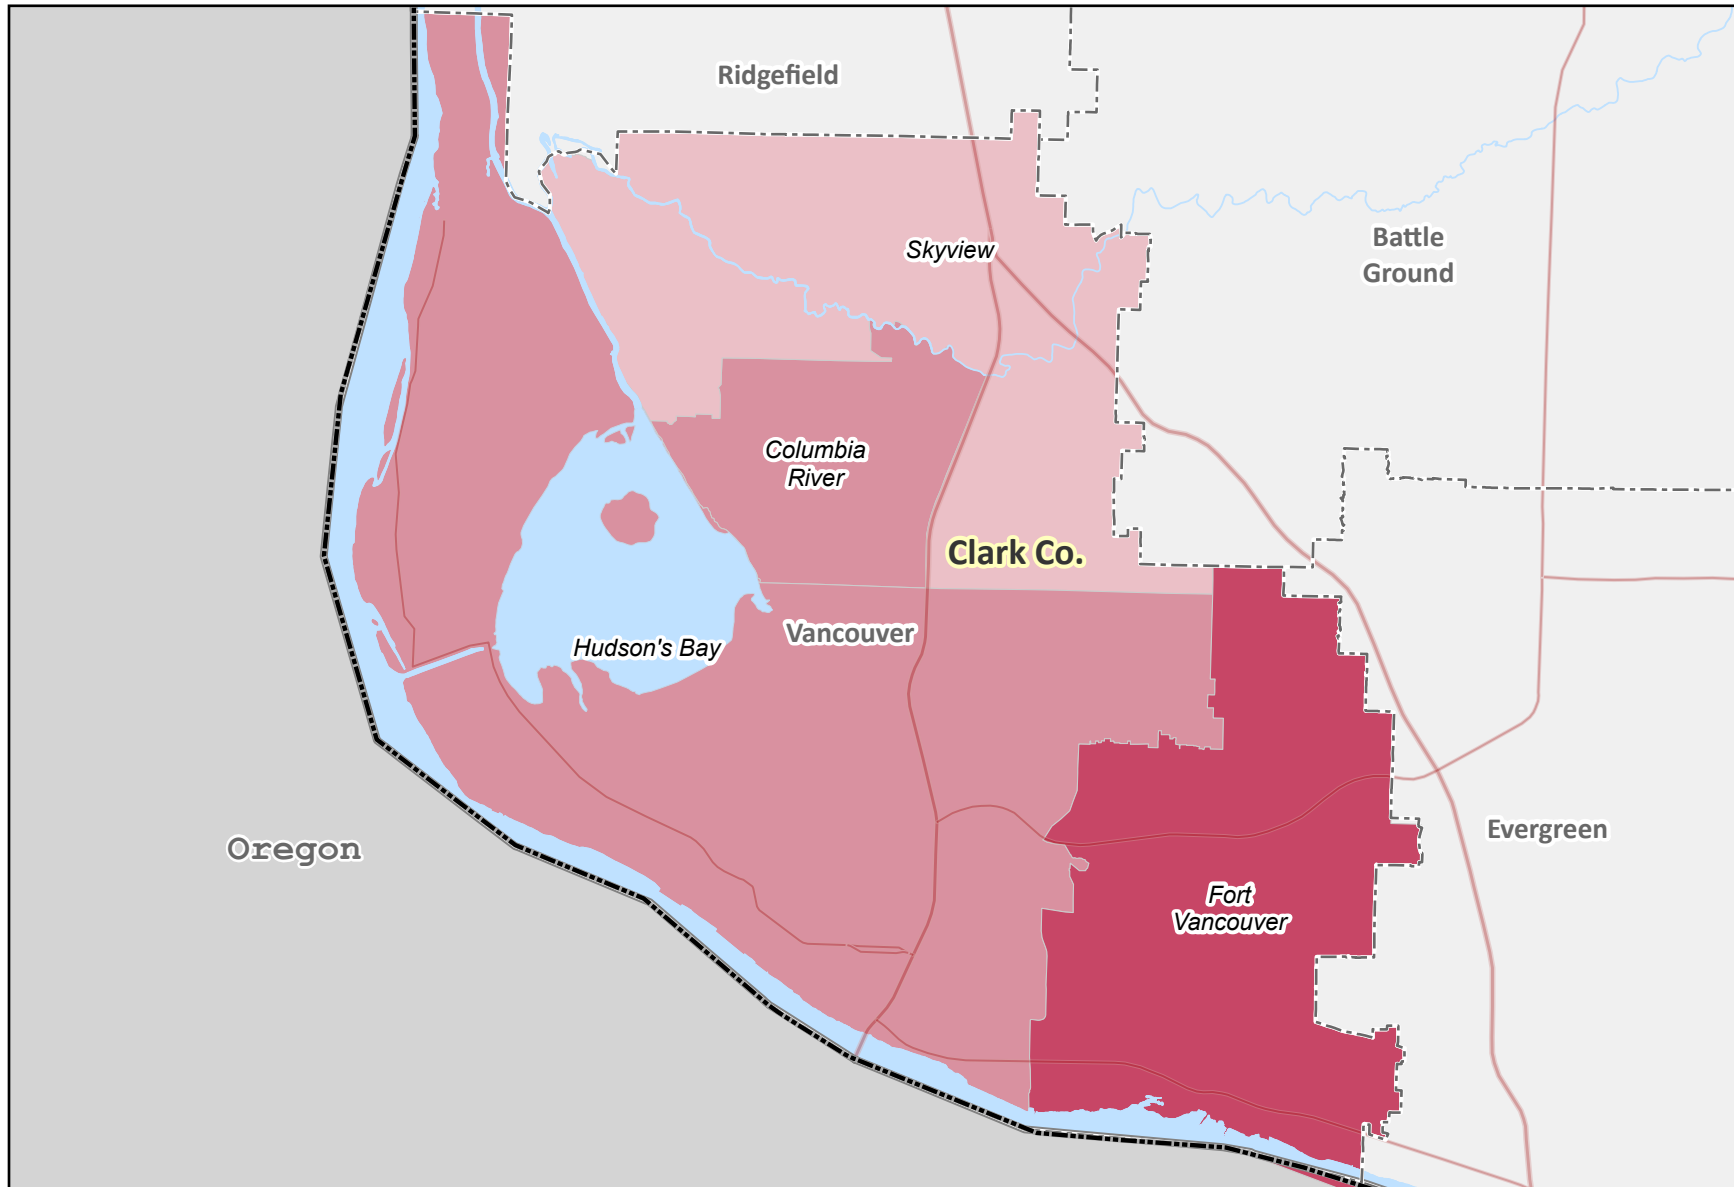 Ridgefield
Skyview
Battle
Ground
Columbia
River
Clark Co.
Vancouver
Hudson's Bay
Evergreen
Oregon
Fort
Vancouver